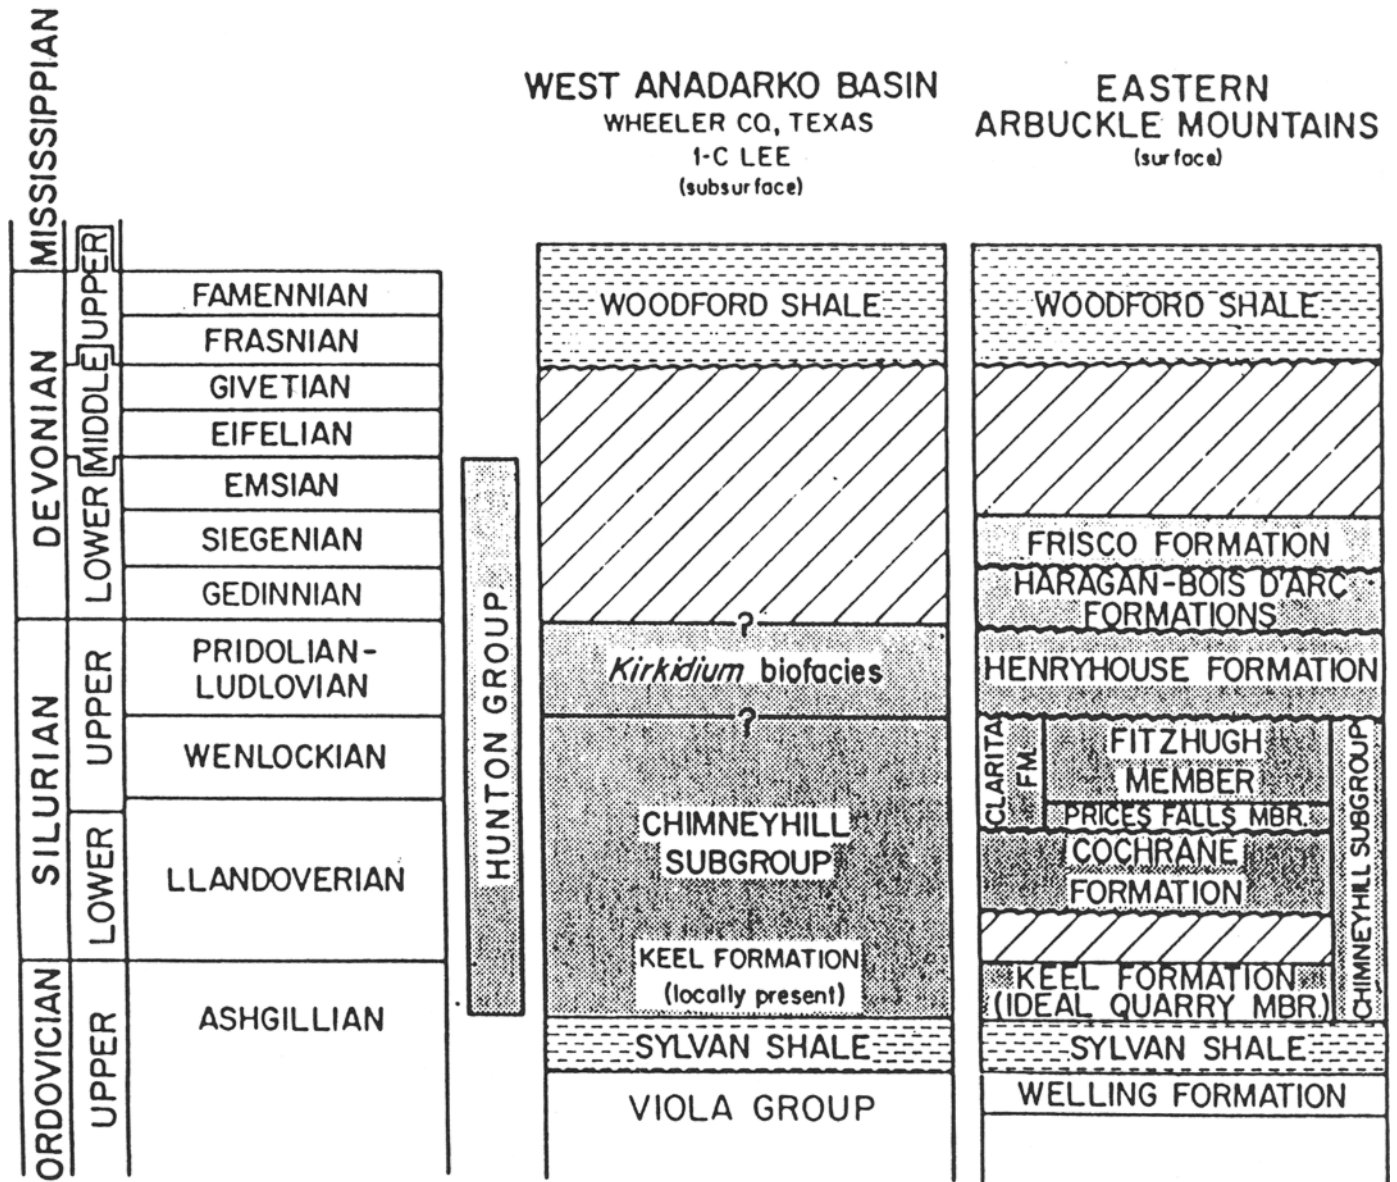 MISSISSIPPIAN
DEVONIAN
SILURIAN
ORDOVICIAN
UPPER
MIDDLE
LOWER
UPPER
LOWER
UPPER
FAMENNIAN
FRASNIAN
GIVETIAN
EIFELIAN
EMSIAN
SIEGENIAN
GEDINNIAN
PRIDOLIAN-
LUDLOVIAN
WENLOCKIAN
LLANDOVERIAN
ASHGILLIAN
HUNTON GROUP
WEST ANADARKO BASIN
WHEELER CO, TEXAS
1-C LEE
(subsurface)
WOODFORD SHALE
?
Kirkidium biofacies
?
CHIMNEYHILL
SUBGROUP
KEEL FORMATION
(locally present)
SYLVAN SHALE
VIOLA GROUP
EASTERN
ARBUCKLE MOUNTAINS
(surface)
WOODFORD SHALE
FRISCO FORMATION
HARAGAN-BOIS D'ARC
FORMATIONS
HENRYHOUSE FORMATION
CLARITA
FM.
FITZHUGH
MEMBER
PRICES FALLS MBR.
COCHRANE
FORMATION
KEEL FORMATION
(IDEAL QUARRY MBR.)
CHIMNEYHILL SUBGROUP
SYLVAN SHALE
WELLING FORMATION